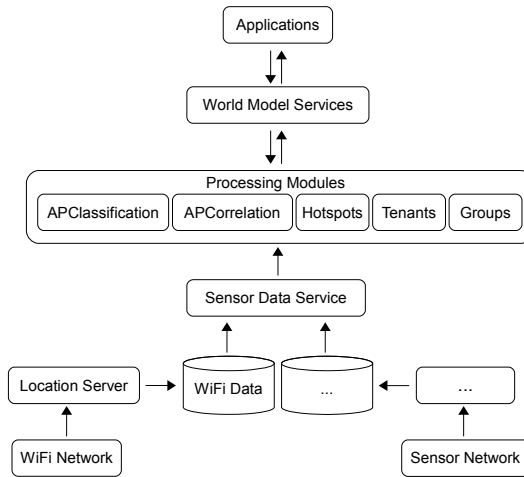 Applications
World Model Services
Processing Modules
APClassification APCorrelation Hotspots Tenants Groups
Sensor Data Service
Location Server WiFi Data ... ...
WiFi Network Sensor Network